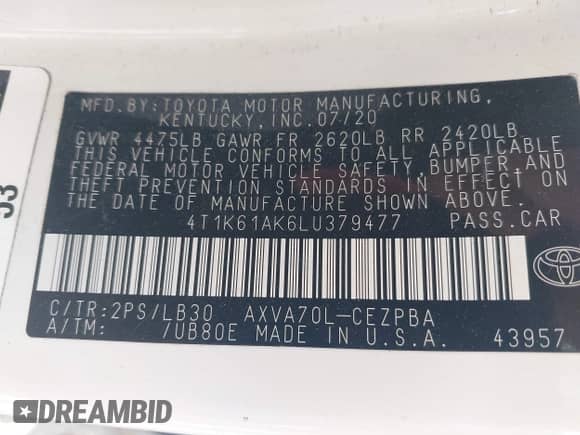 MFD. BY: TOYOTA MOTOR MANUFACTURING,
KENTUCKY, INC. 07/20
GVWR 4475LB GAWR FR 2620LB RR 2420LB
THIS VEHICLE CONFORMS TO ALL APPLICABLE
FEDERAL MOTOR VEHICLE SAFETY, BUMPER, AND
THEFT PREVENTION STANDARDS IN EFFECT ON
THE DATE OF MANUFACTURE SHOWN ABOVE.
4T1K61AK6LU379477 PASS. CAR
C/TR: 2PS/LB30 AXVA70L-CEZPBA
A/TM: /UB80E MADE IN U.S.A. 43957
DREAMBID